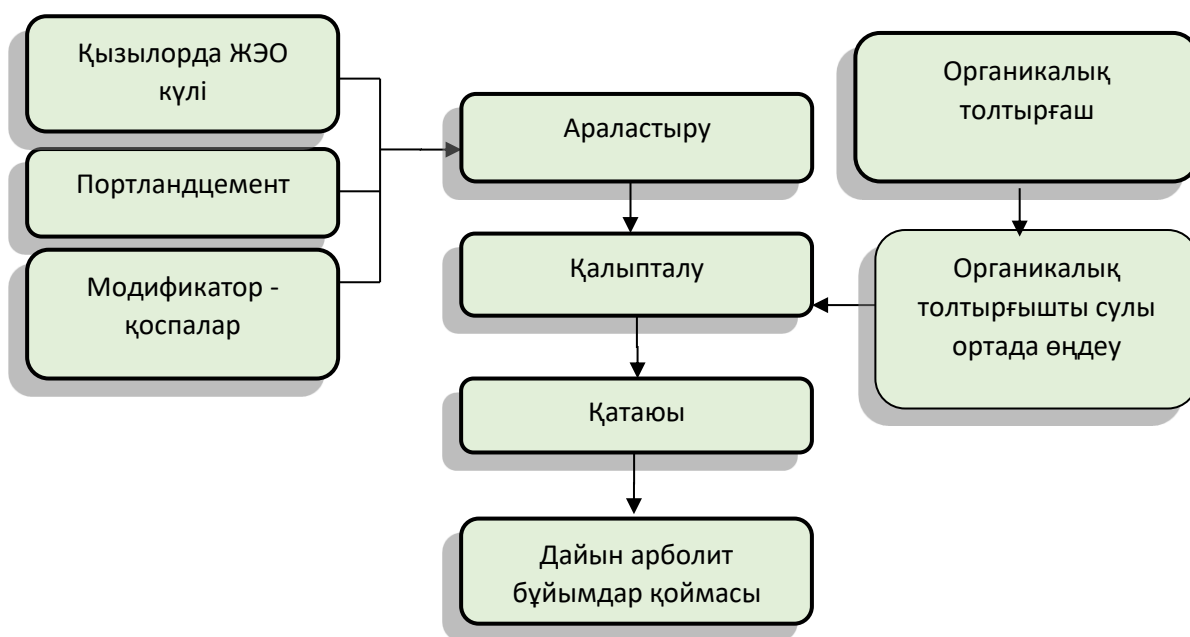 Қызылорда ЖЭО
күлі
Портландцемент
Модификатор -
қоспалар
Араластыру
Қалыпталу
Қатаюы
Дайын арболит
бұйымдар қоймасы
Органикалық
толтырғаш
Органикалық
толтырғышты сулы
ортада өңдеу